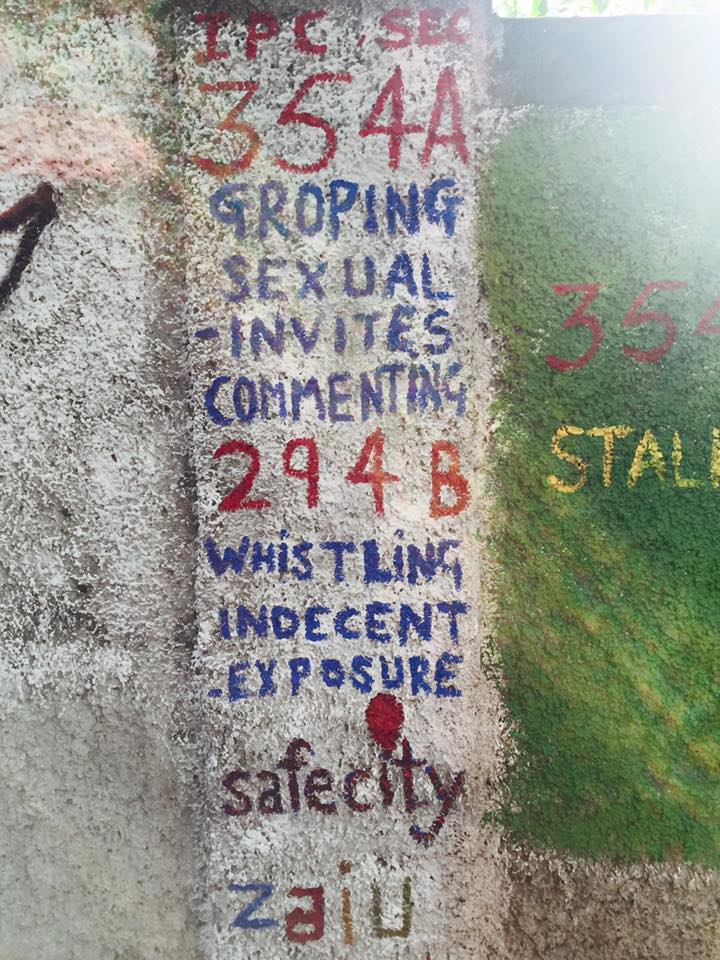 IPC, SEC
354A
GROPING
SEXUAL
-INVITES
COMMENTING
294 B
WHISTLING
INDECENT
-EXPOSURE
safecity
zaiu
354
STAL